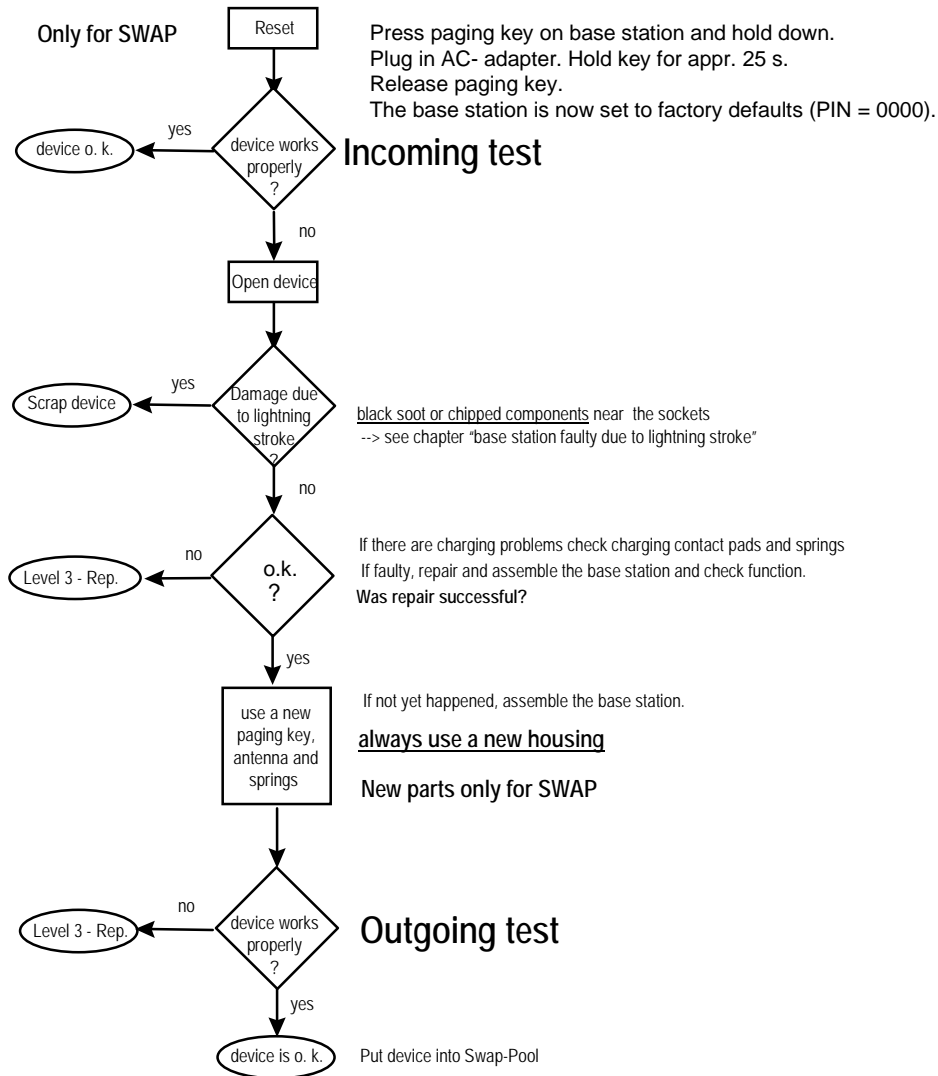 Only for SWAP
Reset
Press paging key on base station and hold down.
Plug in AC- adapter. Hold key for appr. 25 s.
Release paging key.
The base station is now set to factory defaults (PIN = 0000).
yes
device o. k.
device works
properly
?
Incoming test
no
Open device
yes
Scrap device
Damage due
to lightning
stroke
?
black soot or chipped components near the sockets
--> see chapter "base station faulty due to lightning stroke"
no
no
Level 3 - Rep.
o.k.
?
If there are charging problems check charging contact pads and springs
If faulty, repair and assemble the base station and check function.
Was repair successful?
yes
use a new
paging key,
antenna and
springs
If not yet happened, assemble the base station.
always use a new housing
New parts only for SWAP
no
Level 3 - Rep.
device works
properly
?
Outgoing test
yes
device is o. k.
Put device into Swap-Pool